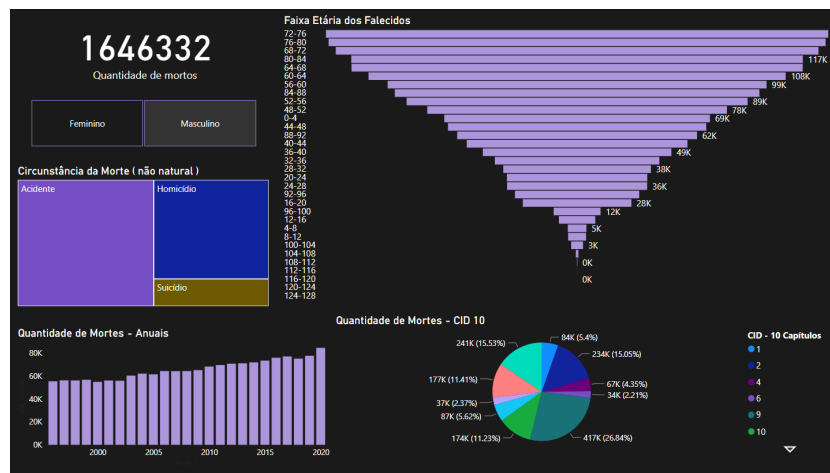 1646332
Quantidade de mortos
Feminino
Masculino
Circunstância da Morte ( não natural )
Acidente
Homicídio
Suicídio
Faixa Etária dos Falecidos
72-76
76-80
68-72
80-84
117K
64-68
60-64
108K
56-60
99K
84-88
52-56
89K
48-52
78K
0-4
69K
44-48
88-92
62K
40-44
36-40
49K
32-36
28-32
38K
20-24
24-28
36K
92-96
16-20
28K
96-100
12K
12-16
4-8
5K
8-12
100-104
3K
104-108
108-112
0K
112-116
116-120
0K
120-124
124-128
Quantidade de Mortes - Anuais
80K
60K
40K
20K
0K
2000
2005
2010
2015
2020
Quantidade de Mortes - CID 10
84K (5.4%)
234K (15.05%)
67K (4.35%)
34K (2.21%)
417K (26.84%)
174K (11.23%)
87K (5.62%)
37K (2.37%)
177K (11.41%)
241K (15.53%)
CID - 10 Capítulos
1
2
4
6
9
10